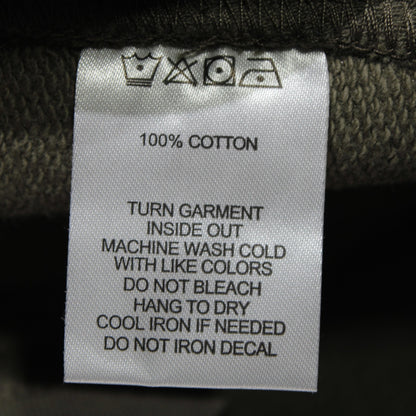 100% COTTON
TURN GARMENT
INSIDE OUT
MACHINE WASH COLD
WITH LIKE COLORS
DO NOT BLEACH
HANG TO DRY
COOL IRON IF NEEDED
DO NOT IRON DECAL